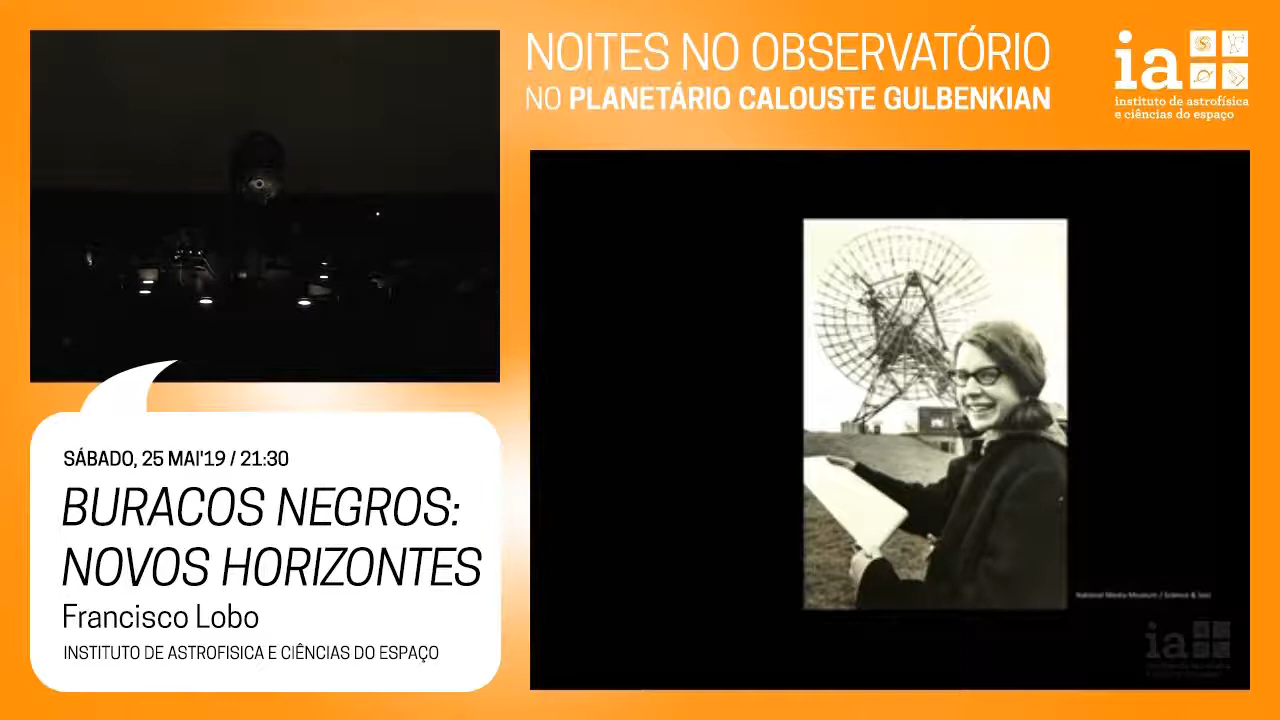 NOITES NO OBSERVATÓRIO
NO PLANETÁRIO CALOUSTE GULBENKIAN
ia
instituto de astrofísica
e ciências do espaço
SÁBADO, 25 MAI'19 / 21:30
BURACOS NEGROS:
NOVOS HORIZONTES
Francisco Lobo
INSTITUTO DE ASTROFISICA E CIÊNCIAS DO ESPAÇO
National Media Museum / Science &
ia